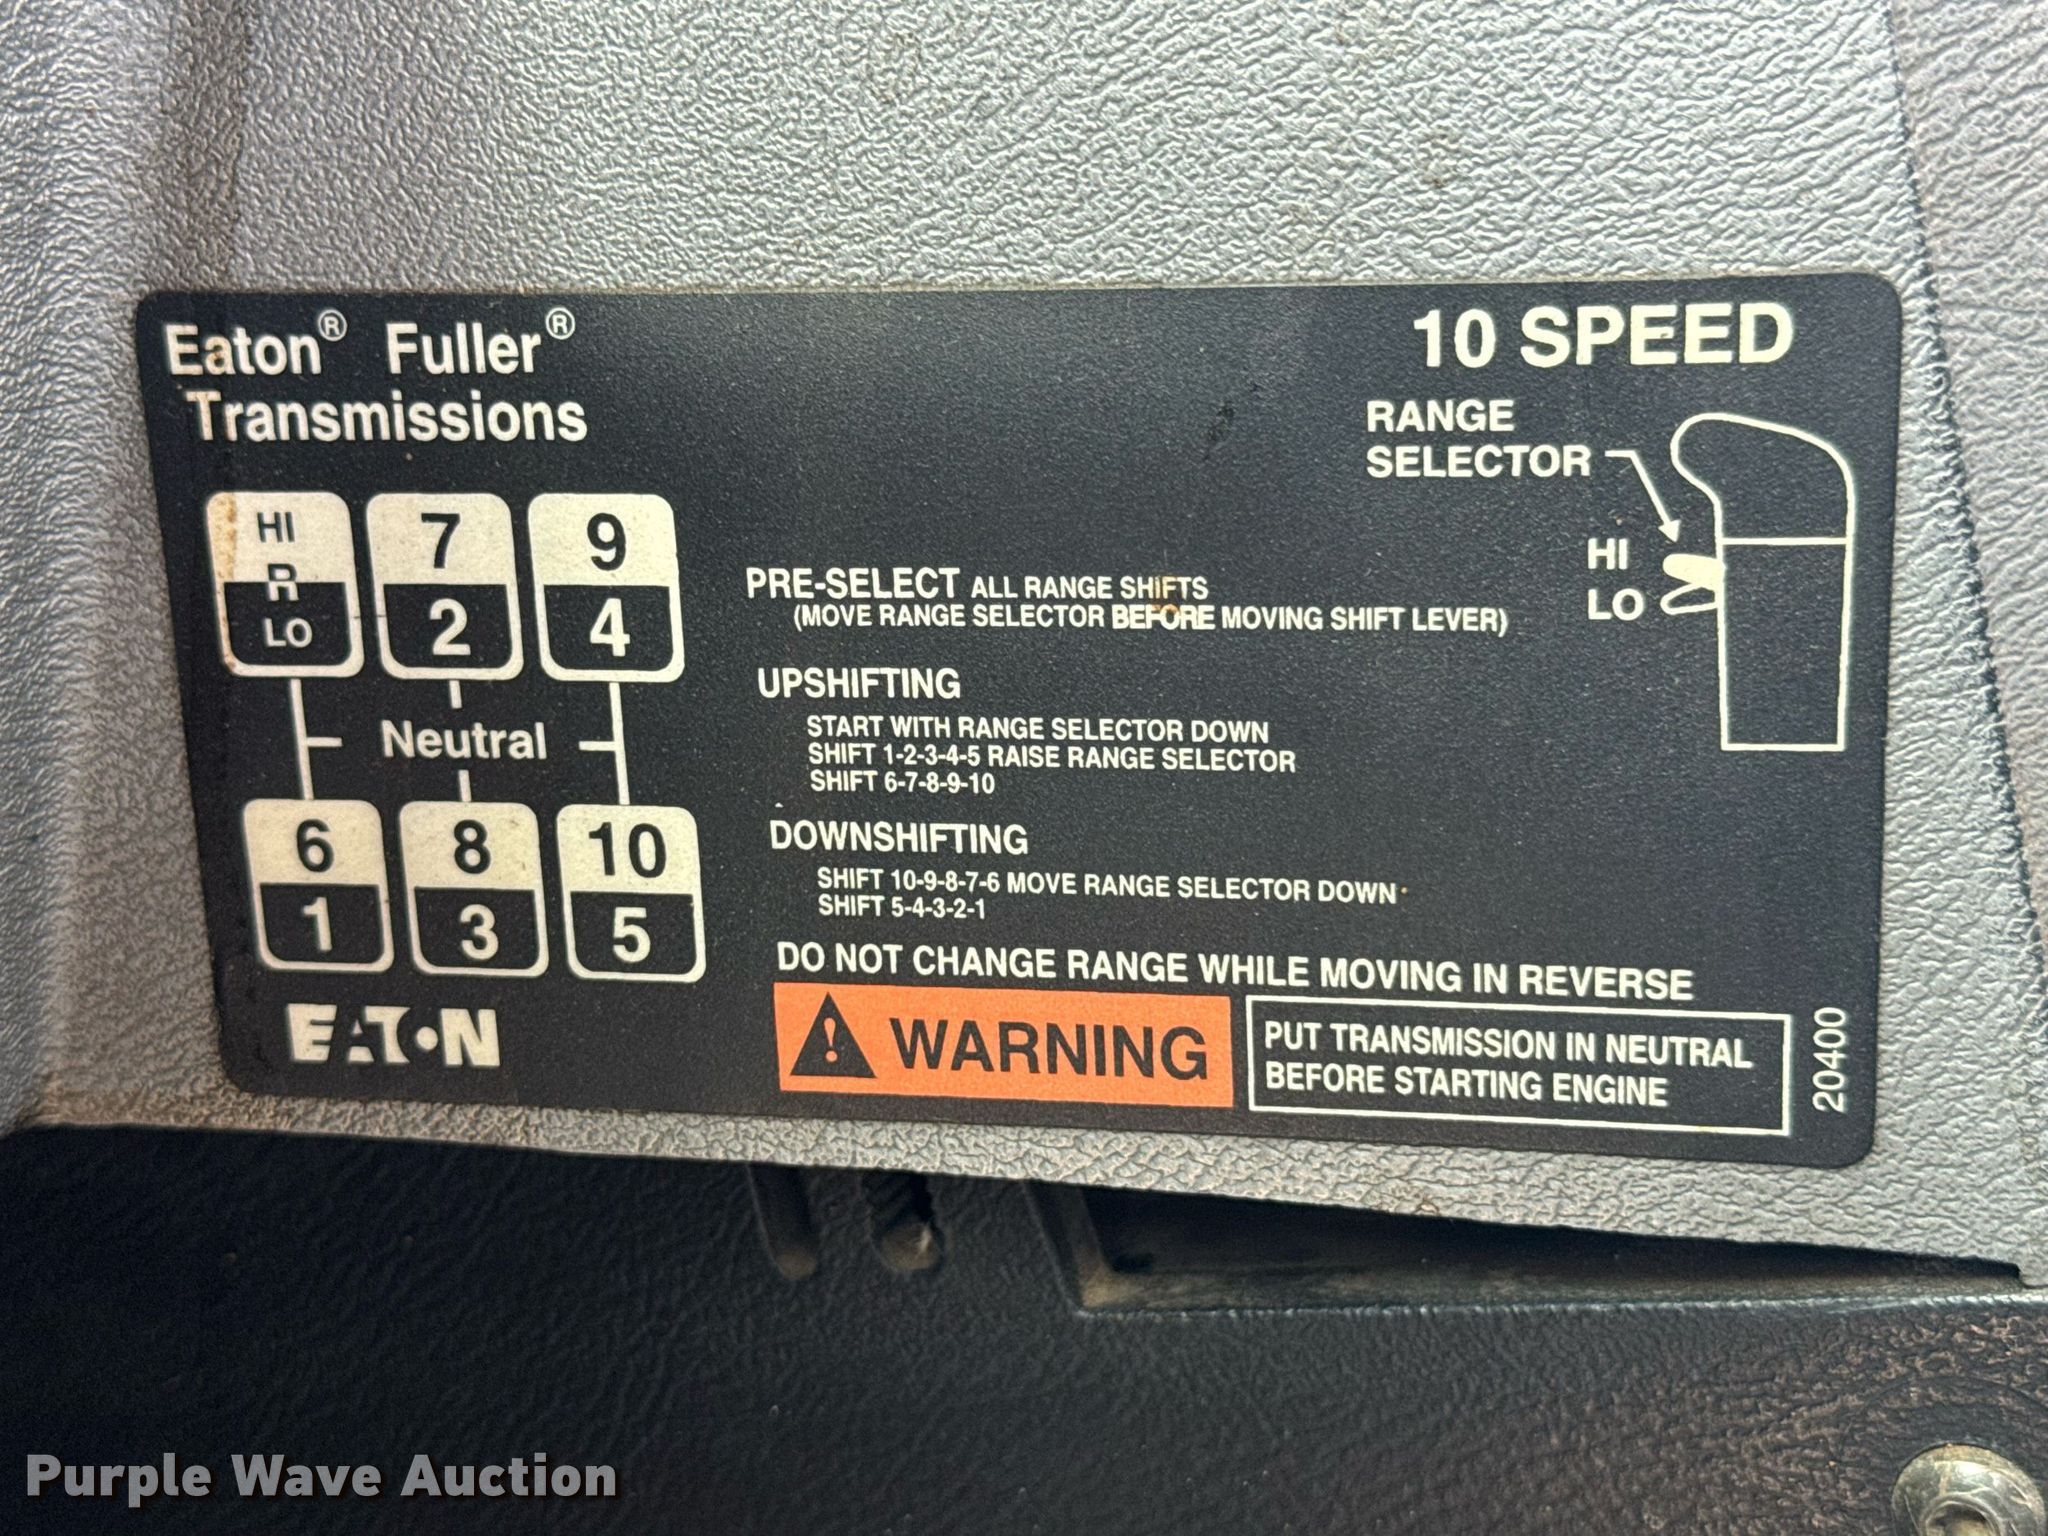 Eaton® Fuller®
Transmissions
10 SPEED
RANGE
SELECTOR
HI
LO
HI
R
LO
7
2
9
4
Neutral
6
1
8
3
10
5
EATON
PRE-SELECT ALL RANGE SHIFTS
(MOVE RANGE SELECTOR BEFORE MOVING SHIFT LEVER)
UPSHIFTING
START WITH RANGE SELECTOR DOWN
SHIFT 1-2-3-4-5 RAISE RANGE SELECTOR
SHIFT 6-7-8-9-10
DOWNSHIFTING
SHIFT 10-9-8-7-6 MOVE RANGE SELECTOR DOWN
SHIFT 5-4-3-2-1
DO NOT CHANGE RANGE WHILE MOVING IN REVERSE
WARNING
PUT TRANSMISSION IN NEUTRAL
BEFORE STARTING ENGINE
20400
Purple Wave Auction